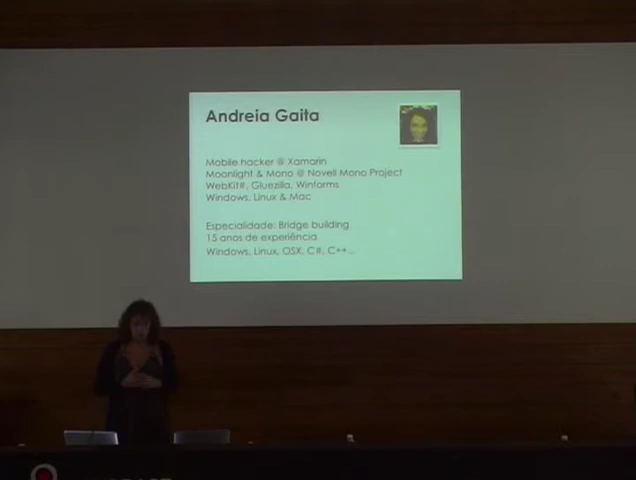 Andreia Gaita
Mobile hacker @ Xamarin
Moonlight & Mono @ Novell Mono Project
WebKit#, Gluezilla, Winforms
Windows, Linux & Mac
Especialidade: Bridge building
15 anos de experiência
Windows, Linux, OSX, C#, C++...